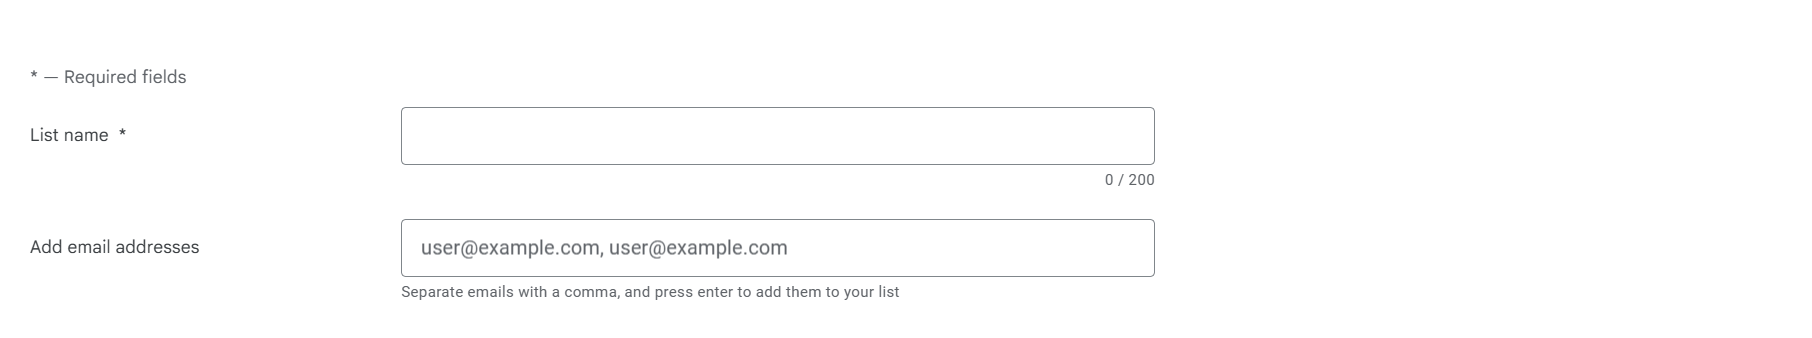 * — Required fields
List name *
0 / 200
Add email addresses
user@example.com, user@example.com
Separate emails with a comma, and press enter to add them to your list